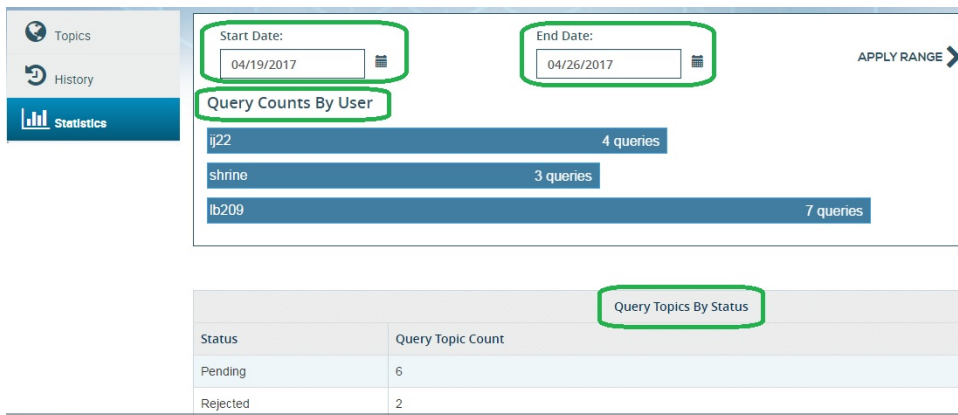 Topics
History
Statistics
Start Date:
End Date:
04/19/2017
04/26/2017
APPLY RANGE
Query Counts By User
ij22 4 queries
shrine 3 queries
lb209 7 queries
Query Topics By Status
Status Query Topic Count
Pending 6
Rejected 2